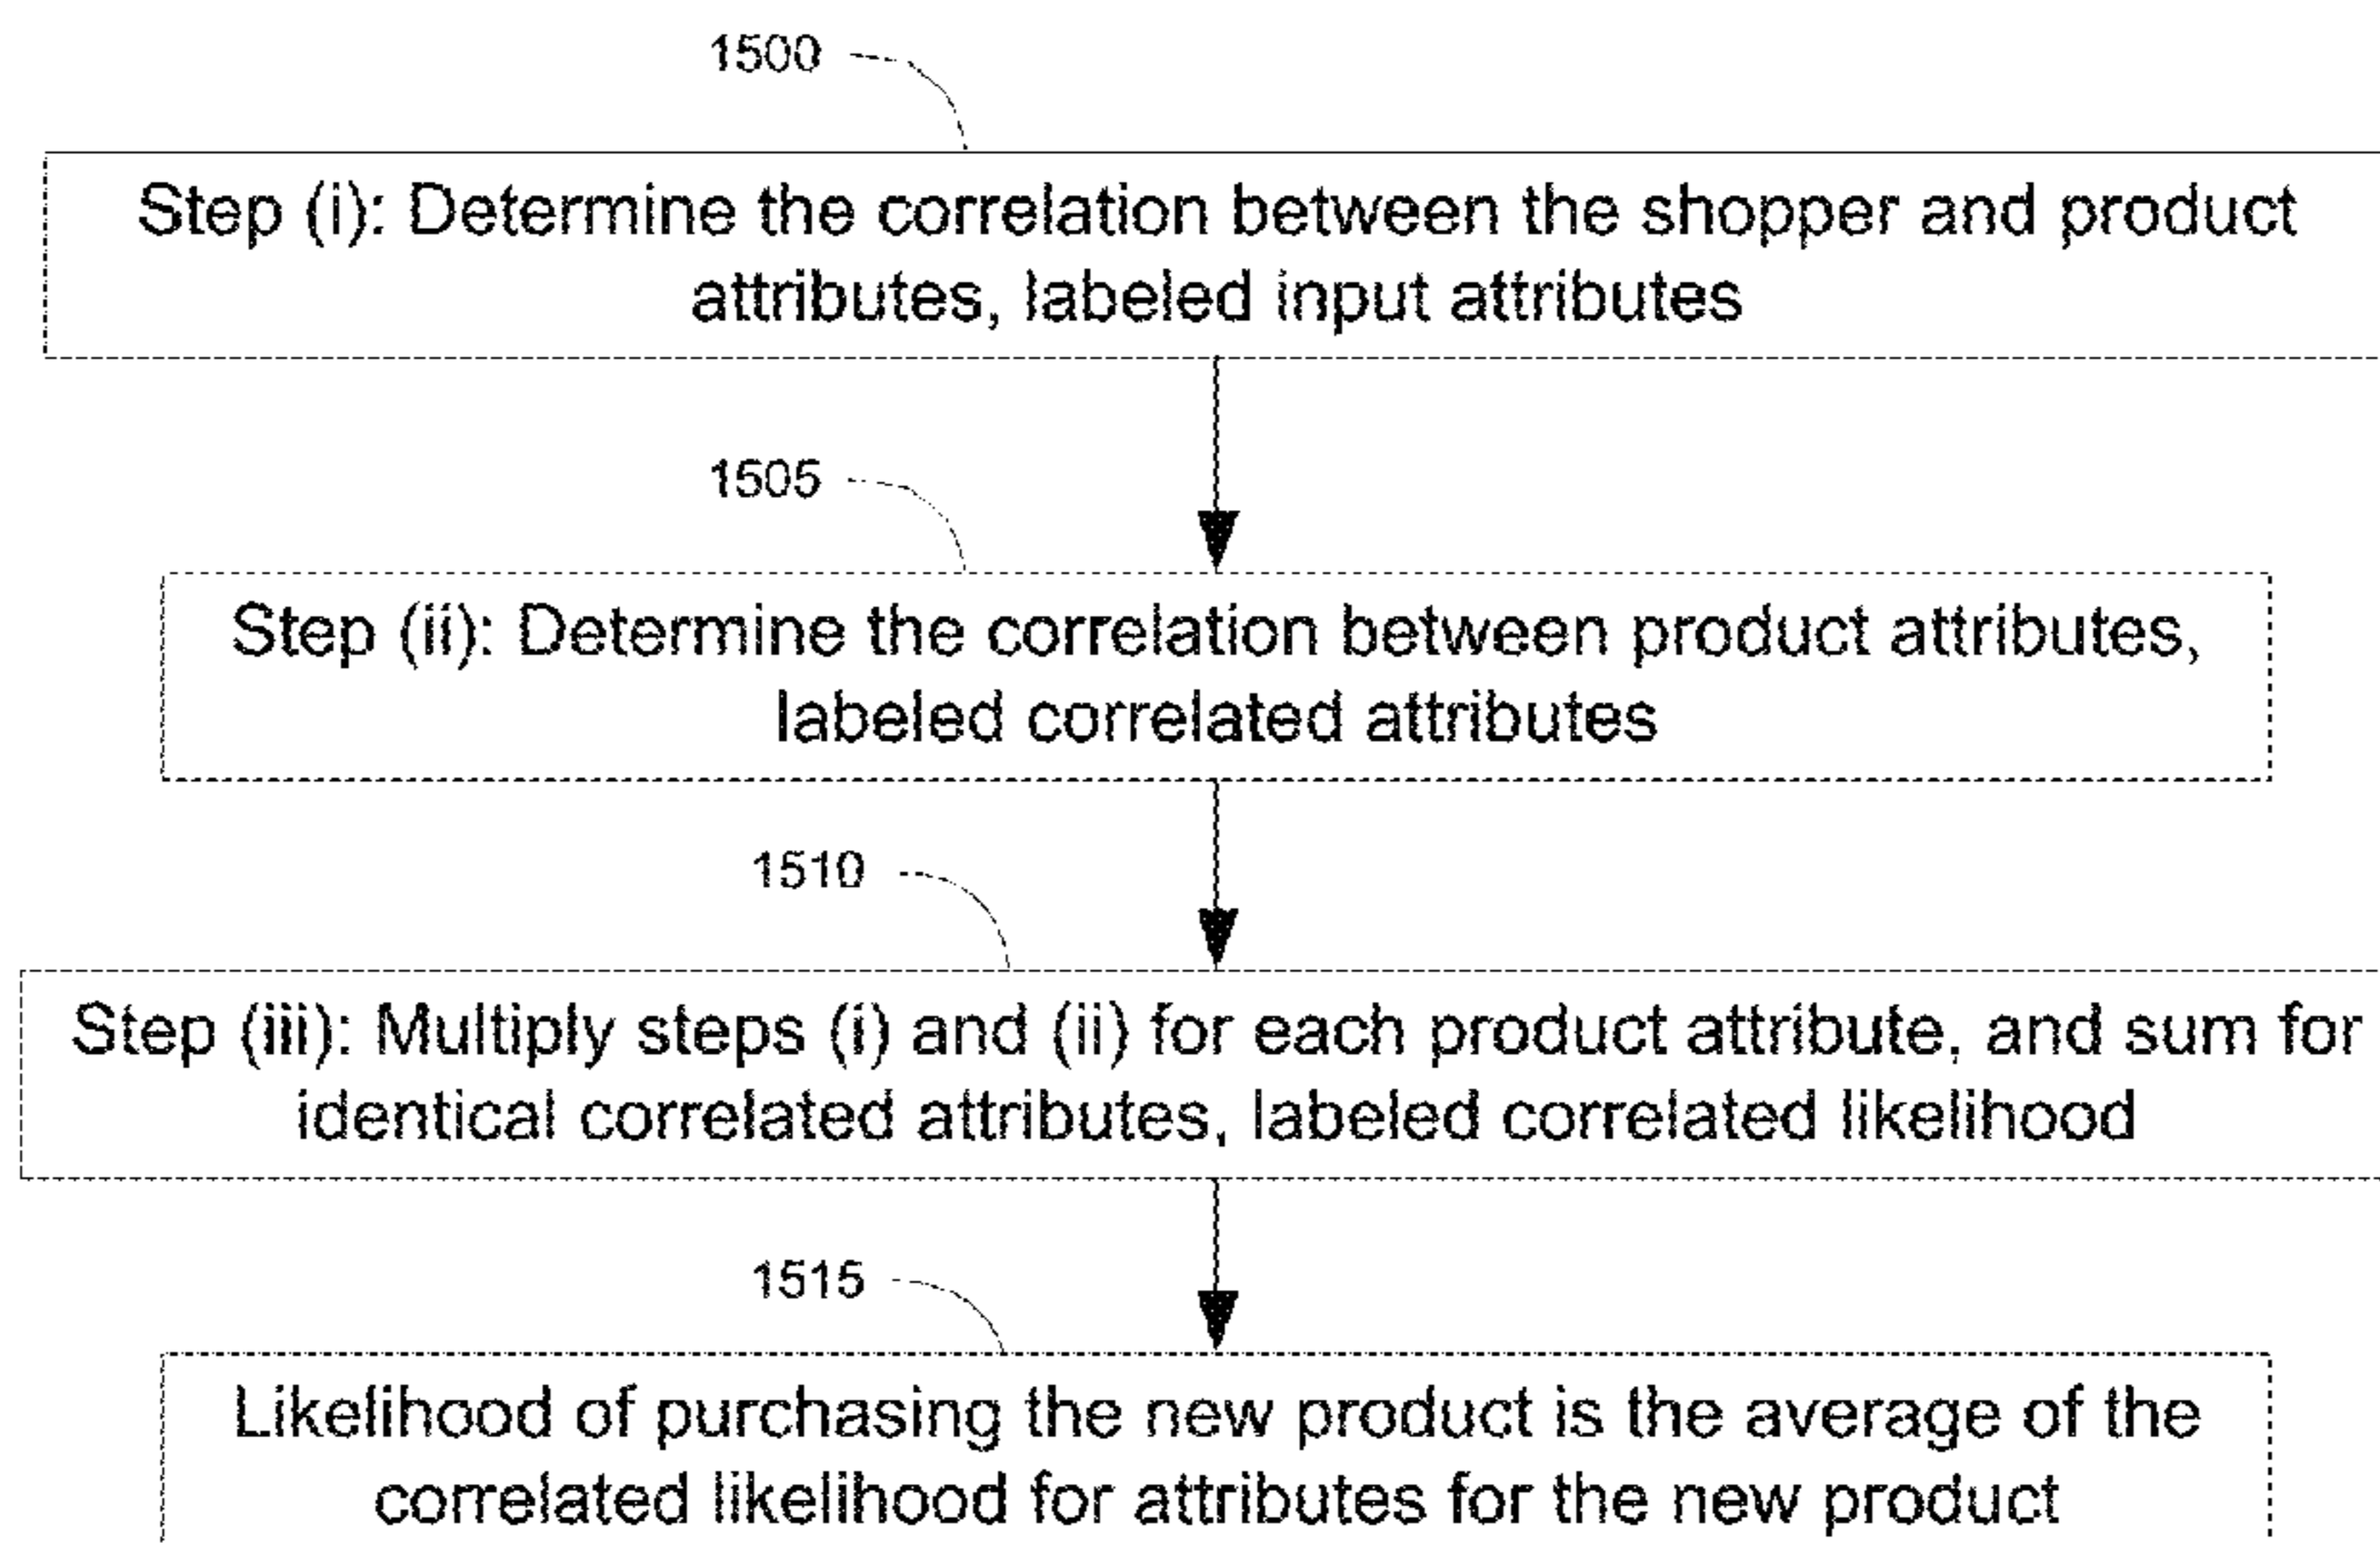 1500
Step (i): Determine the correlation between the shopper and product
attributes, labeled input attributes
1505
Step (ii): Determine the correlation between product attributes,
labeled correlated attributes
1510
Step (iii): Multiply steps (i) and (ii) for each product attribute, and sum for
identical correlated attributes, labeled correlated likelihood
1515
Likelihood of purchasing the new product is the average of the
correlated likelihood for attributes for the new product